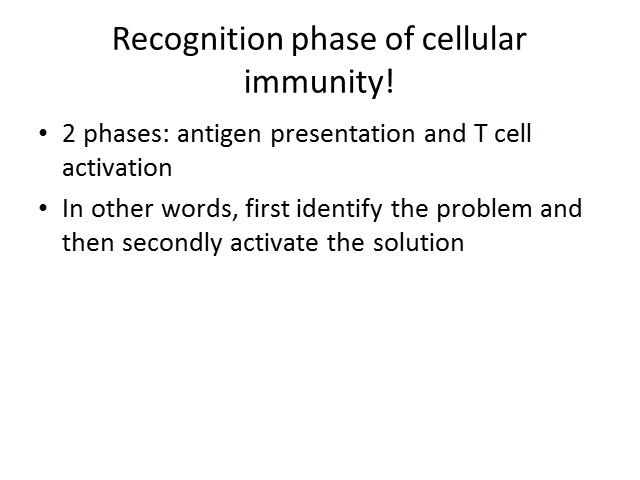 Recognition phase of cellular
immunity!
• 2 phases: antigen presentation and T cell
activation
• In other words, first identify the problem and
then secondly activate the solution